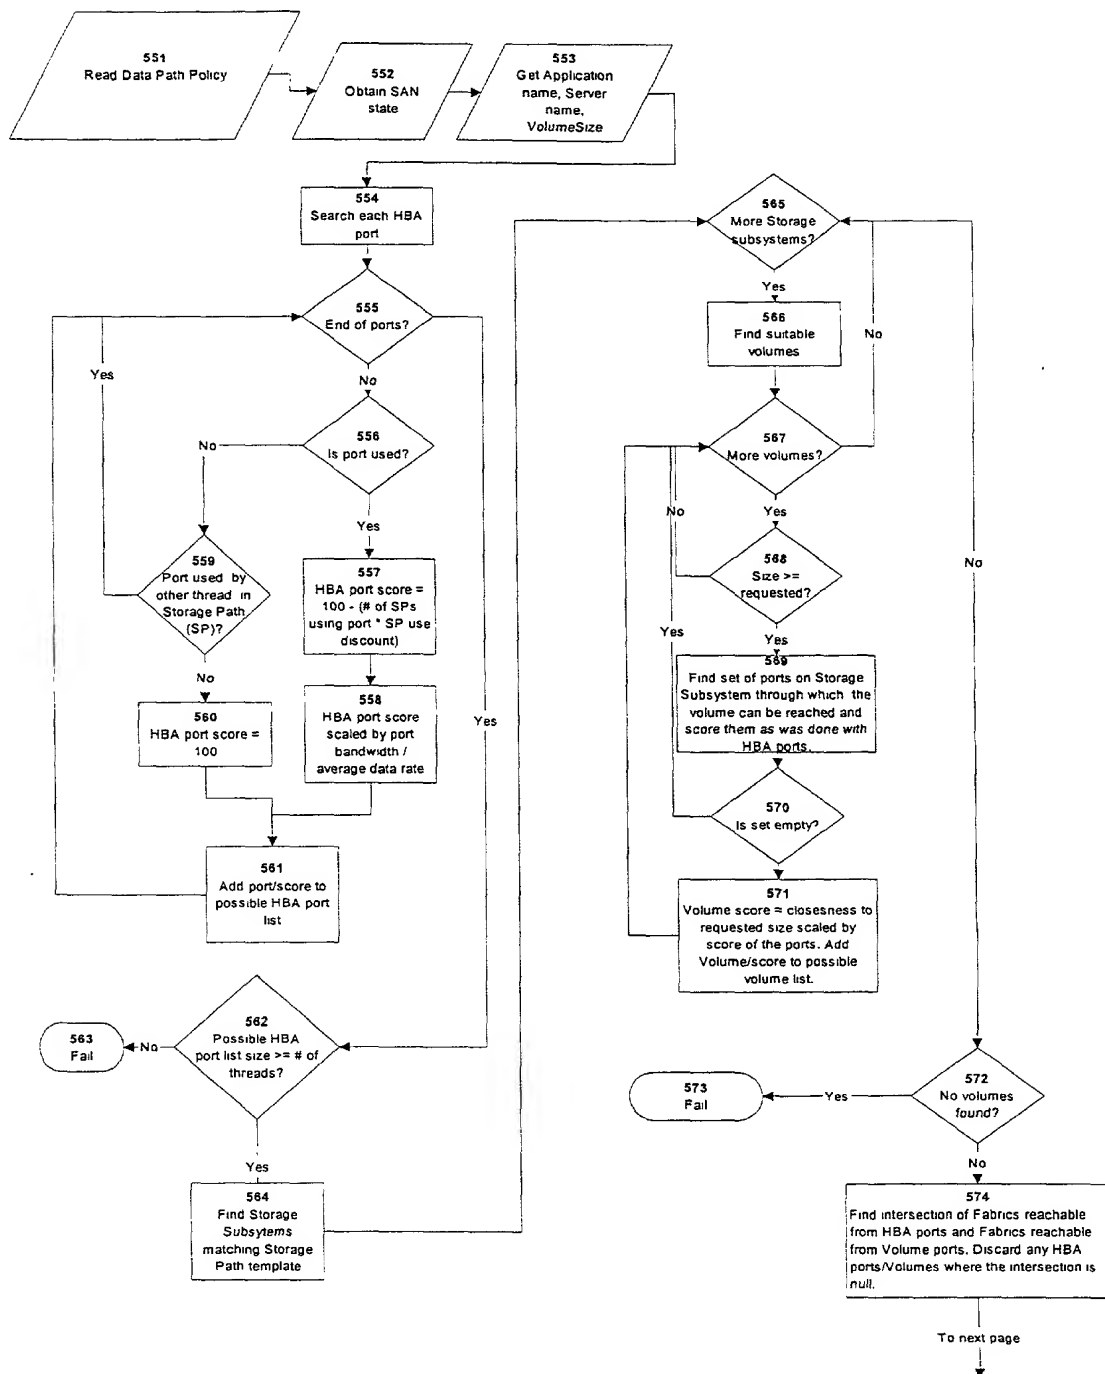 551
Read Data Path Policy
552
Obtain SAN
state
553
Get Application
name, Server
name,
VolumeSize
554
Search each HBA
port
555
End of ports?
Yes
No
556
Is port used?
No
Yes
559
Port used by
other thread in
Storage Path
(SP)?
557
HBA port score =
100 - (# of SPs
using port * SP use
discount)
No
560
HBA port score =
100
558
HBA port score
scaled by port
bandwidth /
average data rate
Yes
561
Add port/score to
possible HBA port
list
562
Possible HBA
port list size >= # of
threads?
No
563
Fail
Yes
564
Find Storage
Subsytems
matching Storage
Path template
565
More Storage
subsystems?
Yes
566
Find suitable
volumes
No
567
More volumes?
Yes
No
568
Size >=
requested?
No
Yes
Yes
569
Find set of ports on Storage
Subsystem through which the
volume can be reached and
score them as was done with
HBA ports.
570
Is set empty?
571
Volume score = closesness to
requested size scaled by
score of the ports. Add
Volume/score to possible
volume list.
572
No volumes
found?
Yes
573
Fail
No
574
Find intersection of Fabrics reachable
from HBA ports and Fabrics reachable
from Volume ports. Discard any HBA
ports/Volumes where the intersection is
null.
To next page